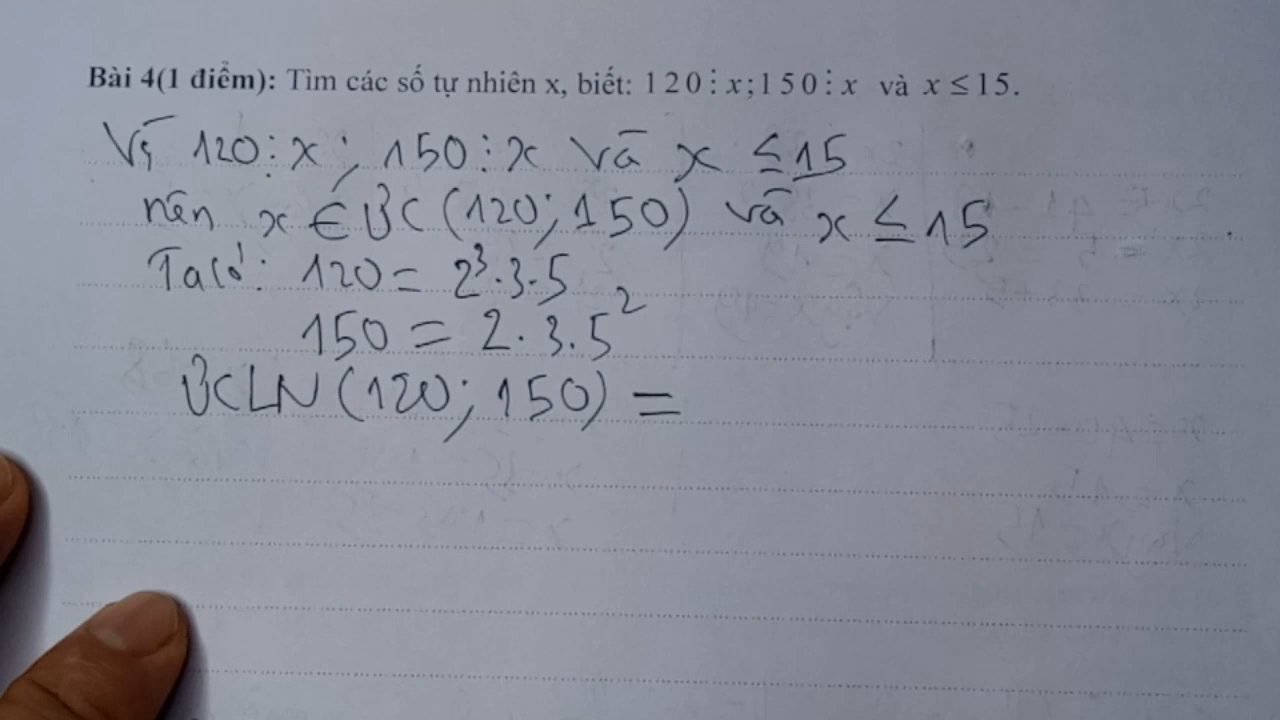 Bài 4(1 điểm): Tìm các số tự nhiên x, biết: 120⋮x;150⋮x và x ≤ 15.
Vì 120⋮x; 150⋮x và x ≤ 15
nên x ∈ ƯC(120; 150) và x ≤ 15
Ta có: 120 = 2³.3.5
150 = 2.3.5²
ƯCLN(120; 150) =